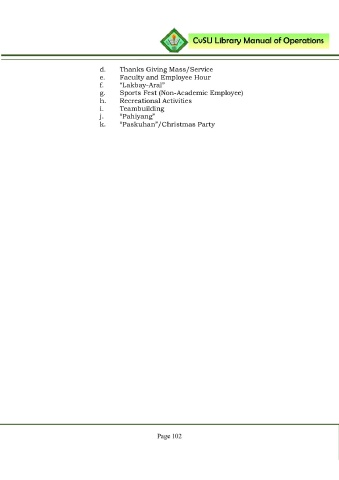 CvSU Library Manual of Operations
d. Thanks Giving Mass/Service
e. Faculty and Employee Hour
f. "Lakbay-Aral"
g. Sports Fest (Non-Academic Employee)
h. Recreational Activities
i. Teambuilding
j. "Pahiyang"
k. "Paskuhan"/Christmas Party
Page 102